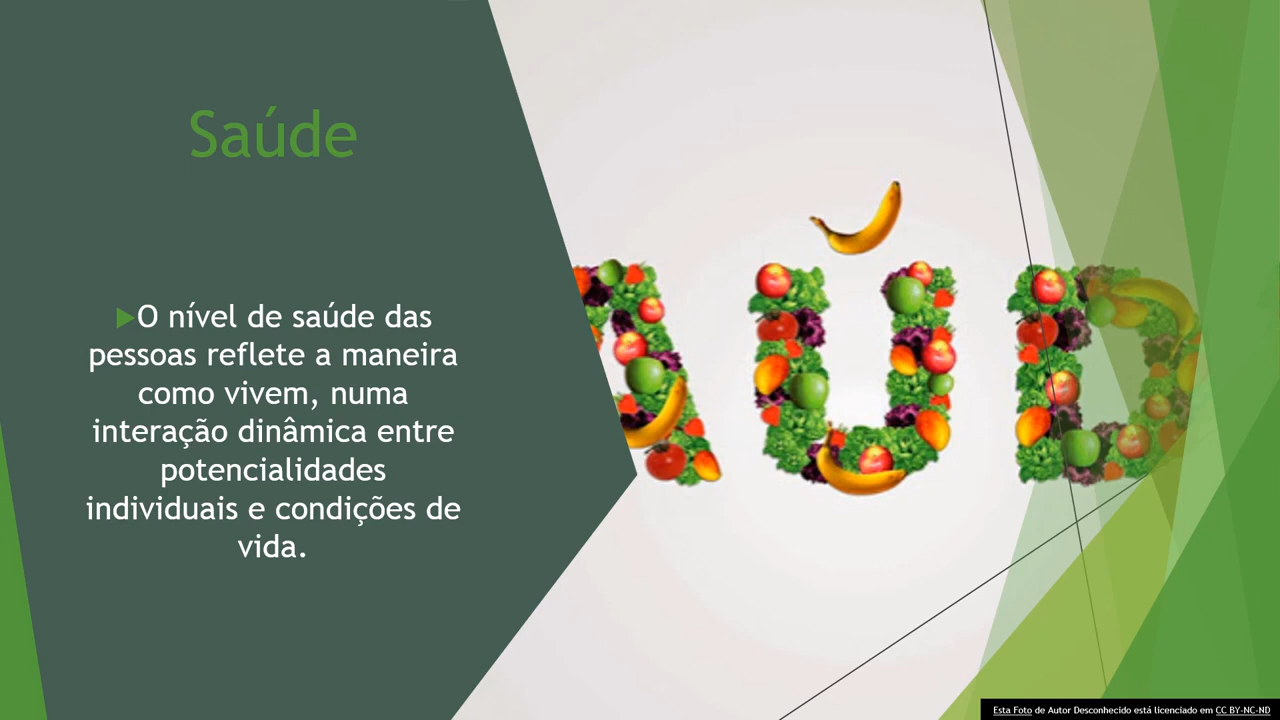 Saúde
O nível de saúde das
pessoas reflete a maneira
como vivem, numa
interação dinâmica entre
potencialidades
individuais e condições de
vida.
AÚD
Esta Foto de Autor Desconhecido está licenciado em CC BY-NC-ND